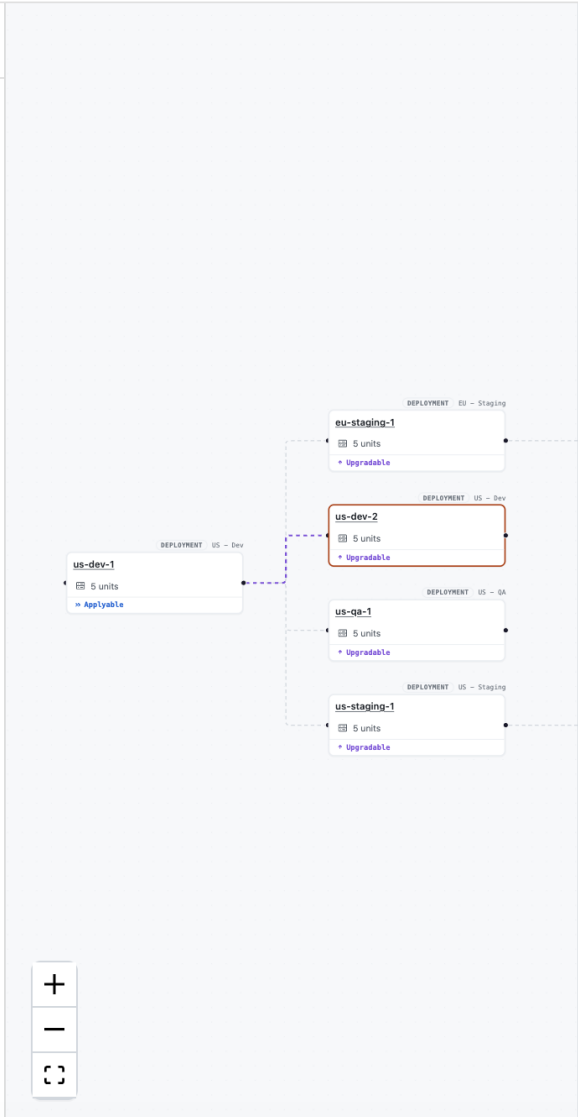 DEPLOYMENT EU – Staging
eu-staging-1
5 units
Upgradable
DEPLOYMENT US – Dev
us-dev-2
5 units
Upgradable
DEPLOYMENT US – Dev
us-dev-1
5 units
» Applyable
DEPLOYMENT US – QA
us-qa-1
5 units
Upgradable
DEPLOYMENT US – Staging
us-staging-1
5 units
Upgradable